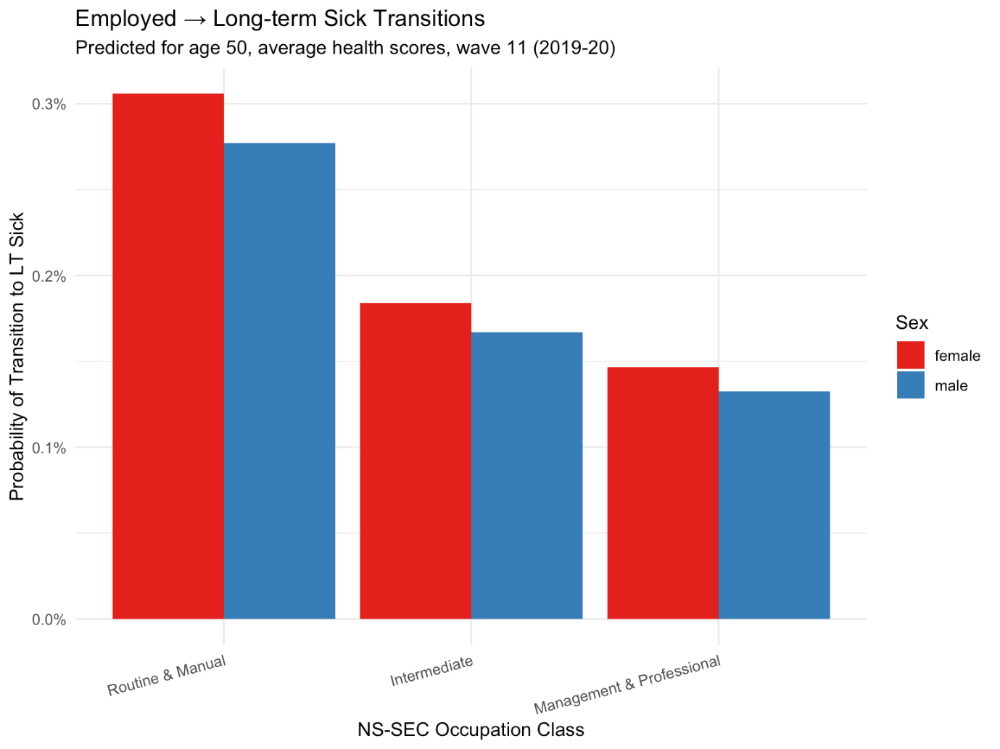 Employed → Long-term Sick Transitions
Predicted for age 50, average health scores, wave 11 (2019-20)
Probability of Transition to LT Sick
0.3%
0.2%
0.1%
0.0%
Routine & Manual
Intermediate
Management & Professional
NS-SEC Occupation Class
Sex
female
male